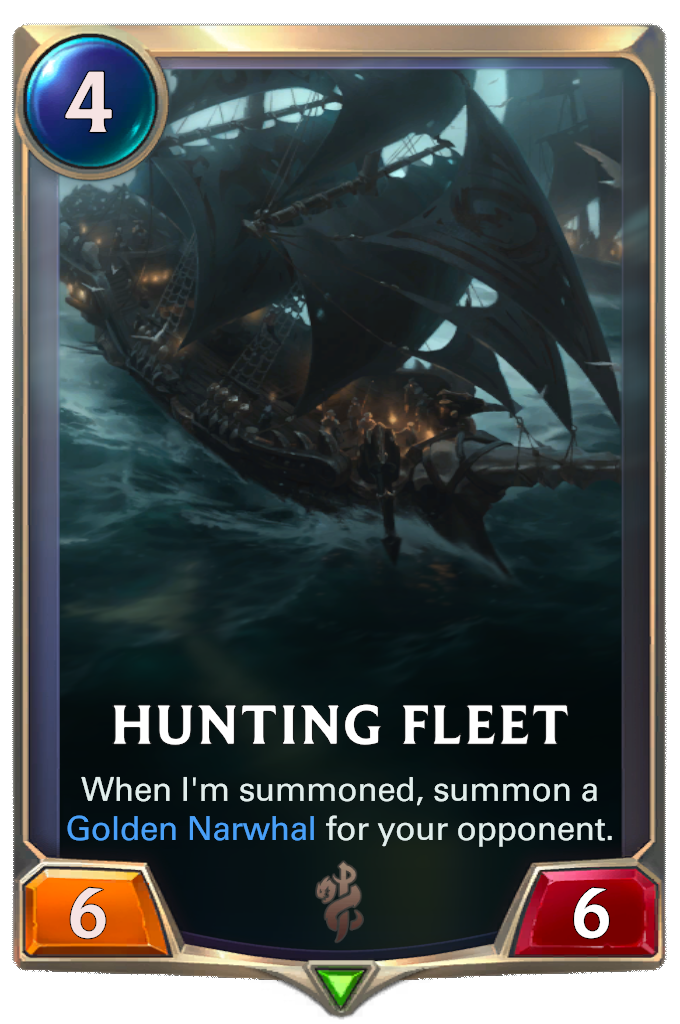 4
HUNTING FLEET
When I'm summoned, summon a
Golden Narwhal for your opponent.
6
6